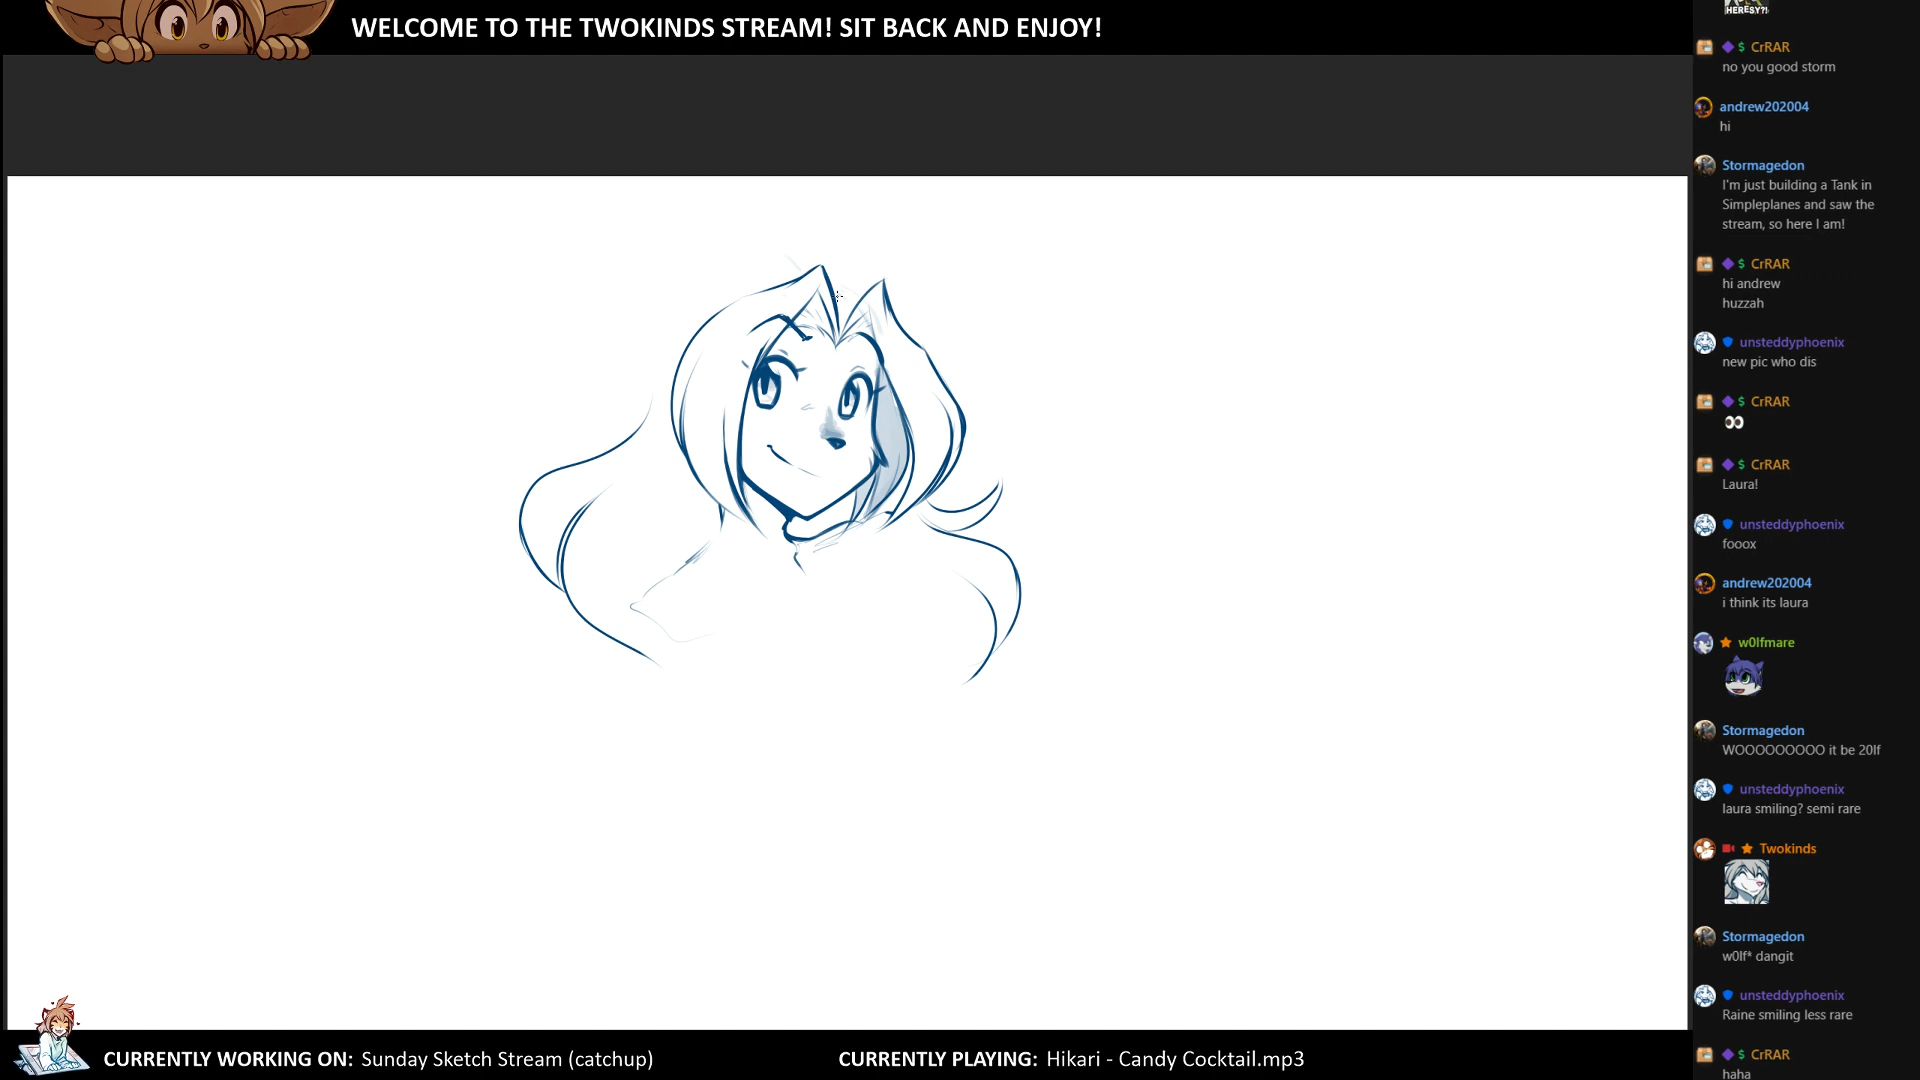 WELCOME TO THE TWOKINDS STREAM! SIT BACK AND ENJOY!
HERESY?!
$ CrRAR
no you good storm
andrew202004
hi
Stormagedon
I'm just building a Tank in
Simpleplanes and saw the
stream, so here I am!
$ CrRAR
hi andrew
huzzah
unsteddyphoenix
new pic who dis
$ CrRAR
$ CrRAR
Laura!
unsteddyphoenix
fooox
andrew202004
i think its laura
w0lfmare
Stormagedon
WOOOOOOOOO it be 20lf
unsteddyphoenix
laura smiling? semi rare
Twokinds
Stormagedon
w0lf* dangit
unsteddyphoenix
Raine smiling less rare
$ CrRAR
haha
CURRENTLY WORKING ON: Sunday Sketch Stream (catchup)
CURRENTLY PLAYING: Hikari - Candy Cocktail.mp3